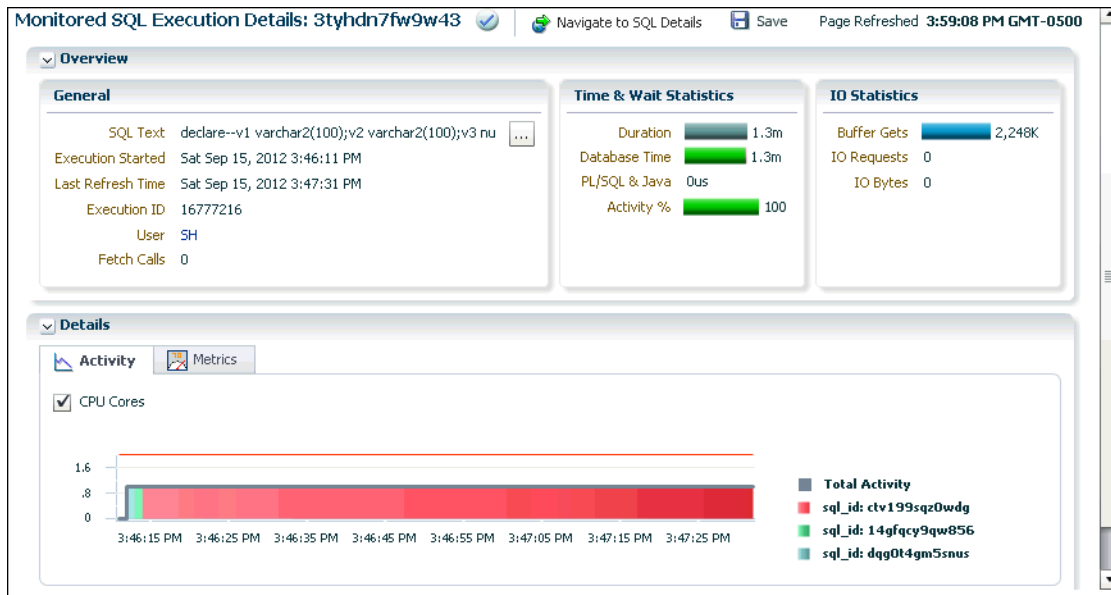 Monitored SQL Execution Details: 3tyhdn7fw9w43 Navigate to SQL Details Save Page Refreshed 3:59:08 PM GMT-0500
Overview
General
SQL Text declare--v1 varchar2(100);v2 varchar2(100);v3 nu ...
Execution Started Sat Sep 15, 2012 3:46:11 PM
Last Refresh Time Sat Sep 15, 2012 3:47:31 PM
Execution ID 16777216
User SH
Fetch Calls 0
Time & Wait Statistics
Duration 1.3m
Database Time 1.3m
PL/SQL & Java 0us
Activity % 100
IO Statistics
Buffer Gets 2,248K
IO Requests 0
IO Bytes 0
Details
Activity Metrics
CPU Cores
1.6
.8
0
3:46:15 PM 3:46:25 PM 3:46:35 PM 3:46:45 PM 3:46:55 PM 3:47:05 PM 3:47:15 PM 3:47:25 PM
Total Activity
sql_id: ctv199sqz0wdg
sql_id: 14gfqcy9qw856
sql_id: dqg0t4gm5snus